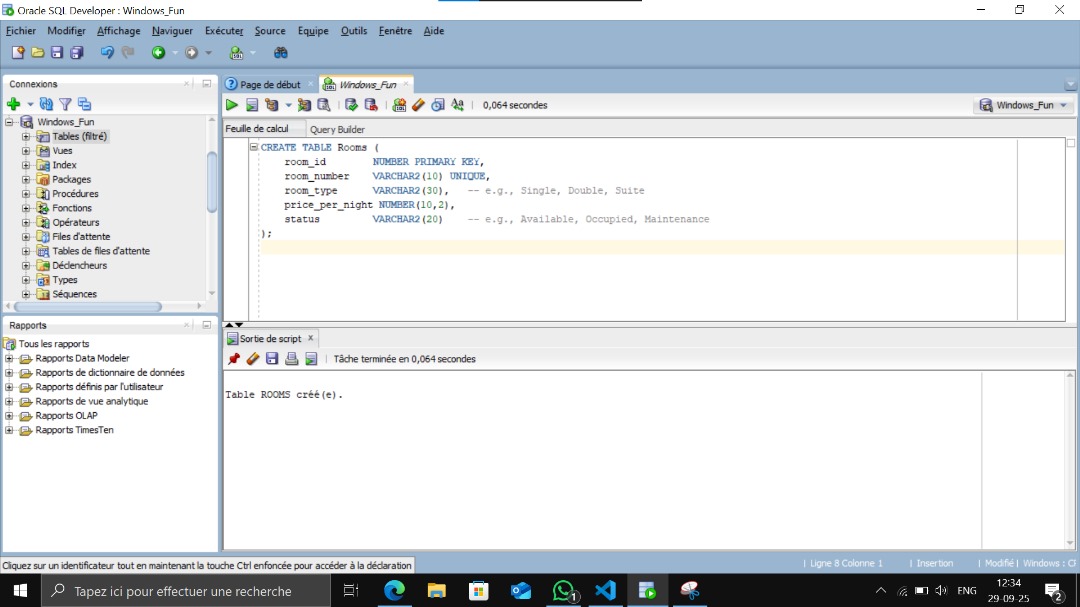 Oracle SQL Developer : Windows_Fun
Fichier Modifier Affichage Naviguer Exécuter Source Equipe Outils Fenêtre Aide
Connexions
Windows_Fun
Tables (filtré)
Vues
Index
Packages
Procédures
Fonctions
Opérateurs
Files d'attente
Tables de files d'attente
Déclencheurs
Types
Séquences
Rapports
Tous les rapports
Rapports Data Modeler
Rapports de dictionnaire de données
Rapports définis par l'utilisateur
Rapports de vue analytique
Rapports OLAP
Rapports TimesTen
Page de début Windows_Fun
0,064 secondes Windows_Fun
Feuille de calcul Query Builder
CREATE TABLE Rooms (
room_id NUMBER PRIMARY KEY,
room_number VARCHAR2(10) UNIQUE,
room_type VARCHAR2(30), -- e.g., Single, Double, Suite
price_per_night NUMBER(10,2),
status VARCHAR2(20) -- e.g., Available, Occupied, Maintenance
);
Sortie de script x
Tâche terminée en 0,064 secondes
Table ROOMS créé(e).
Cliquez sur un identificateur tout en maintenant la touche Ctrl enfoncée pour accéder à la déclaration
Ligne 8 Colonne 1 | Insertion | Modifié | Windows : C
Tapez ici pour effectuer une recherche
1
ENG
12:34
29-09-25
2